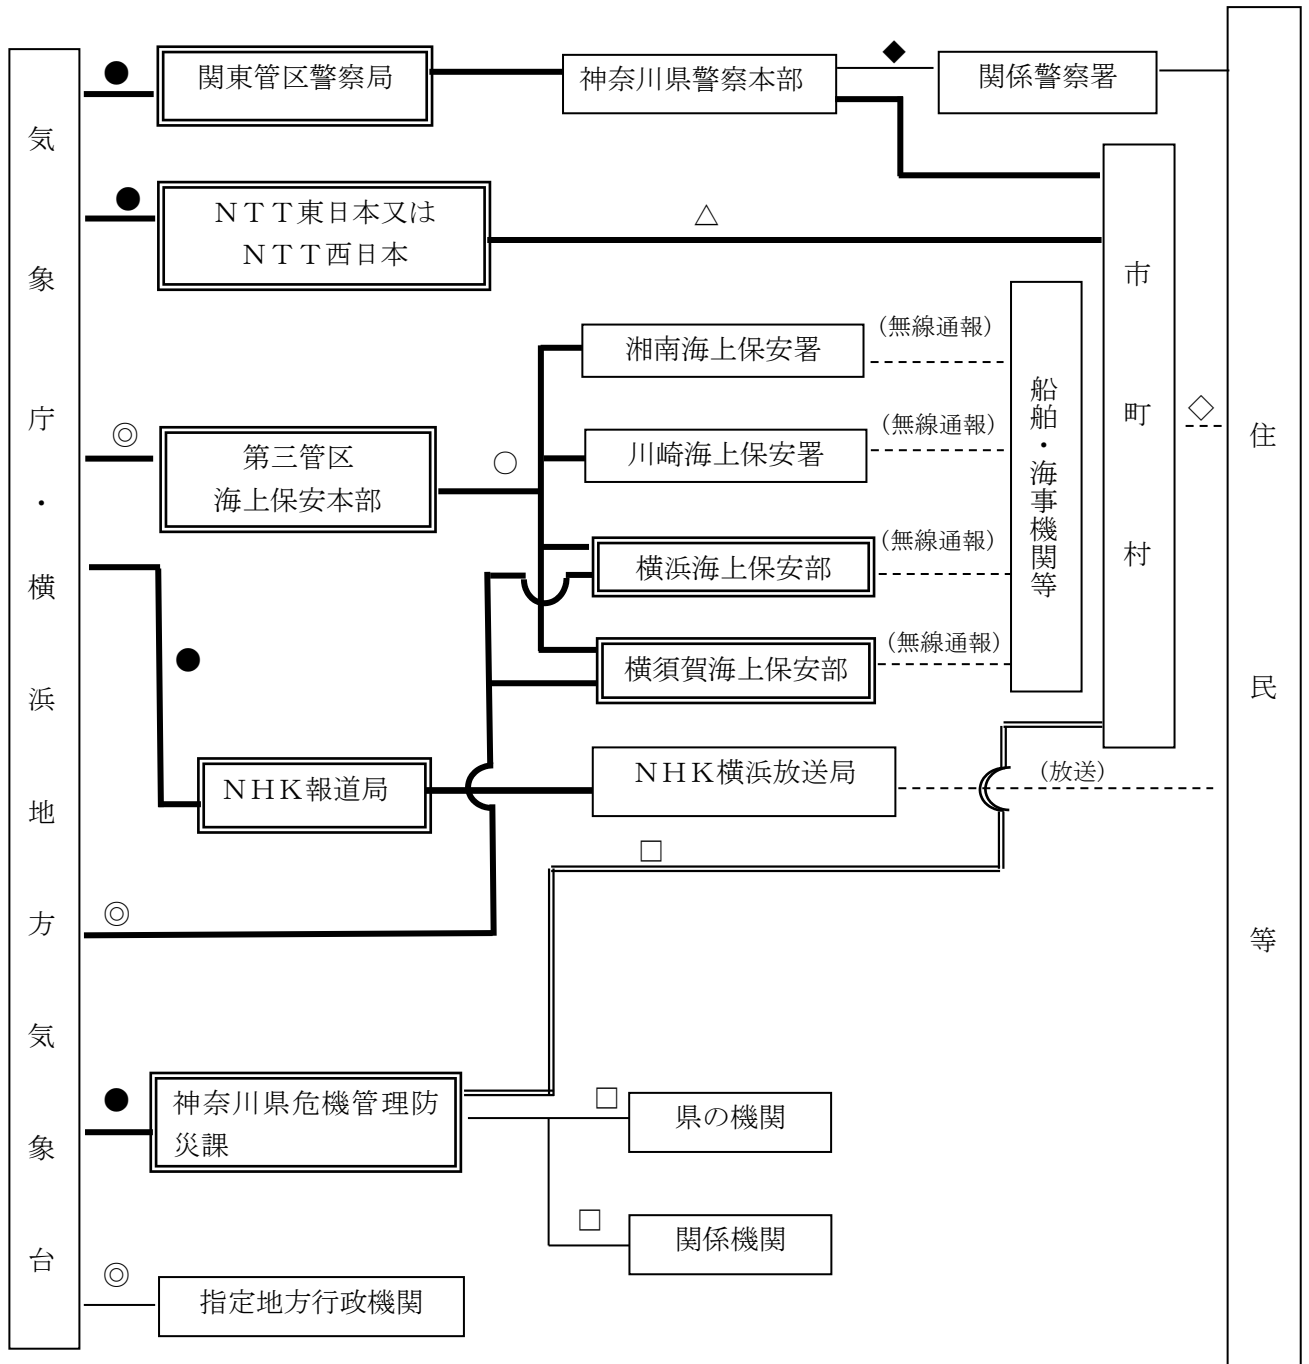 気象庁・横浜地方気象台
●
関東管区警察局
神奈川県警察本部
◆
関係警察署
●
ＮＴＴ東日本又は
ＮＴＴ西日本
△
◎
第三管区
海上保安本部
○
湘南海上保安署
（無線通報）
川崎海上保安署
（無線通報）
横浜海上保安部
（無線通報）
横須賀海上保安部
（無線通報）
船舶・海事機関等
市町村
◇
住民等
●
ＮＨＫ報道局
ＮＨＫ横浜放送局
（放送）
□
◎
●
神奈川県危機管理防
災課
□
県の機関
□
関係機関
◎
指定地方行政機関